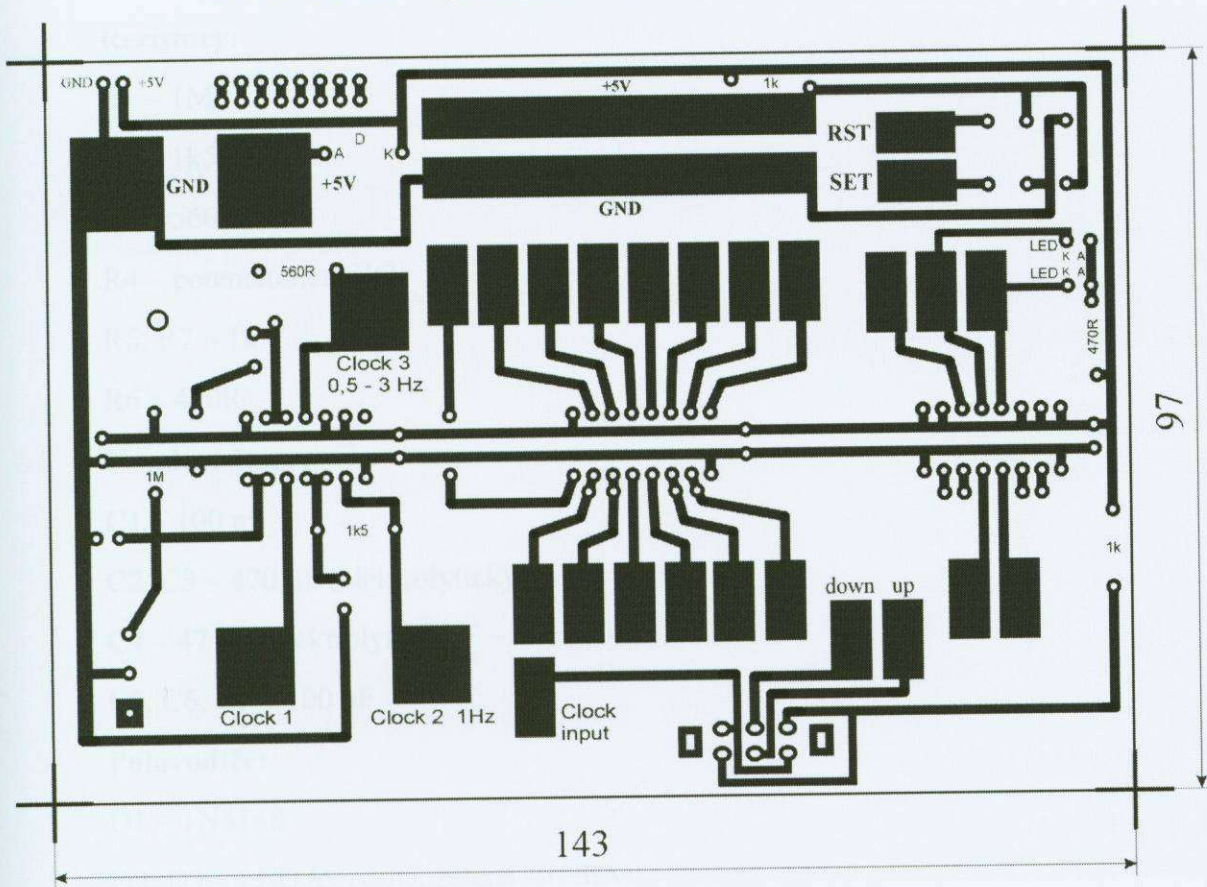 GND +5V
+5V
1k
D
A K
RST
GND
+5V
SET
GND
560R
LED
K A
K A
LED
470R
Clock 3
0,5 - 3 Hz
97
1M
1k5
1k
down up
Clock 1
Clock 2 1Hz
Clock
input
143